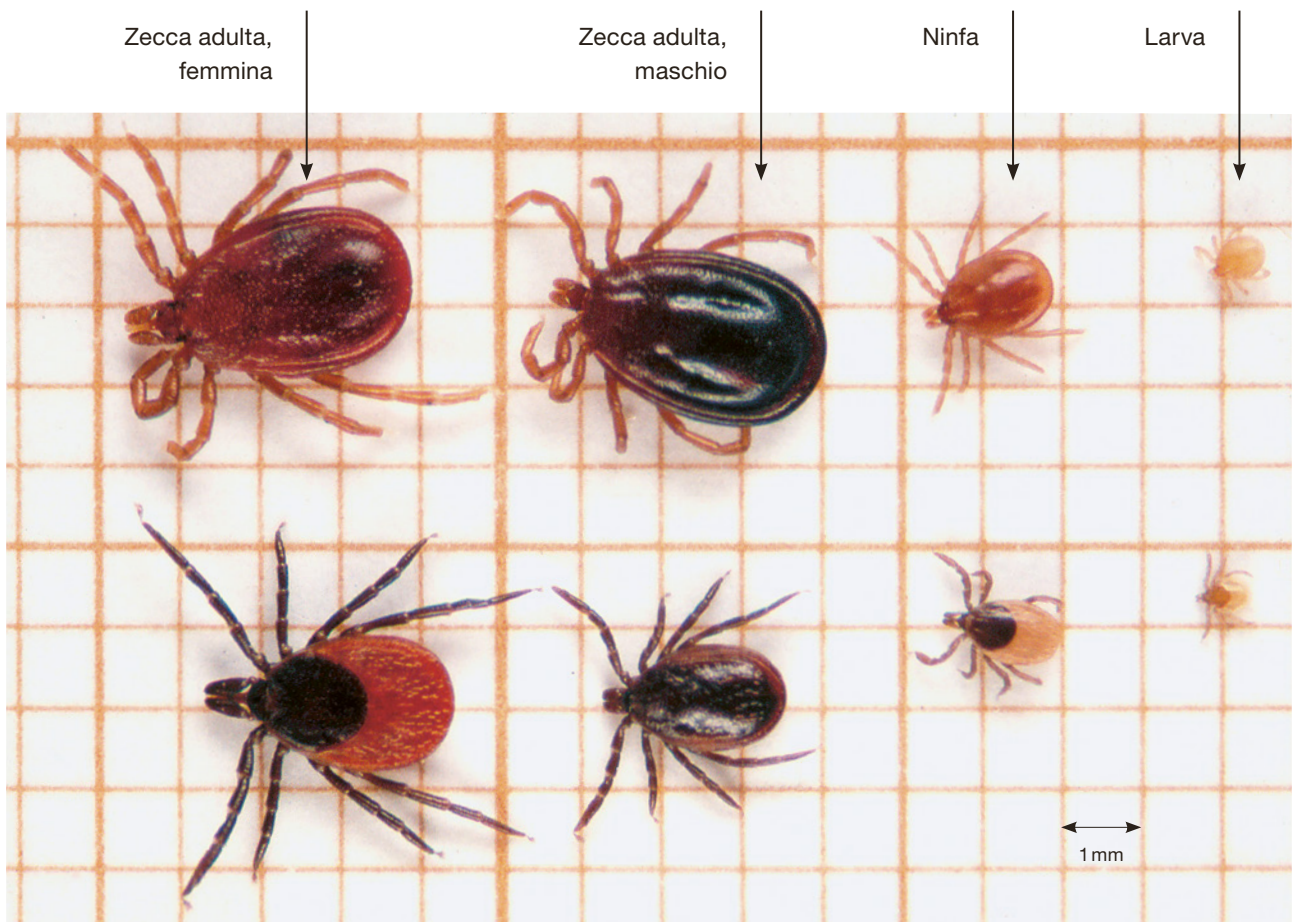 Zecca adulta,
femmina
Zecca adulta,
maschio
Ninfa
Larva
1 mm